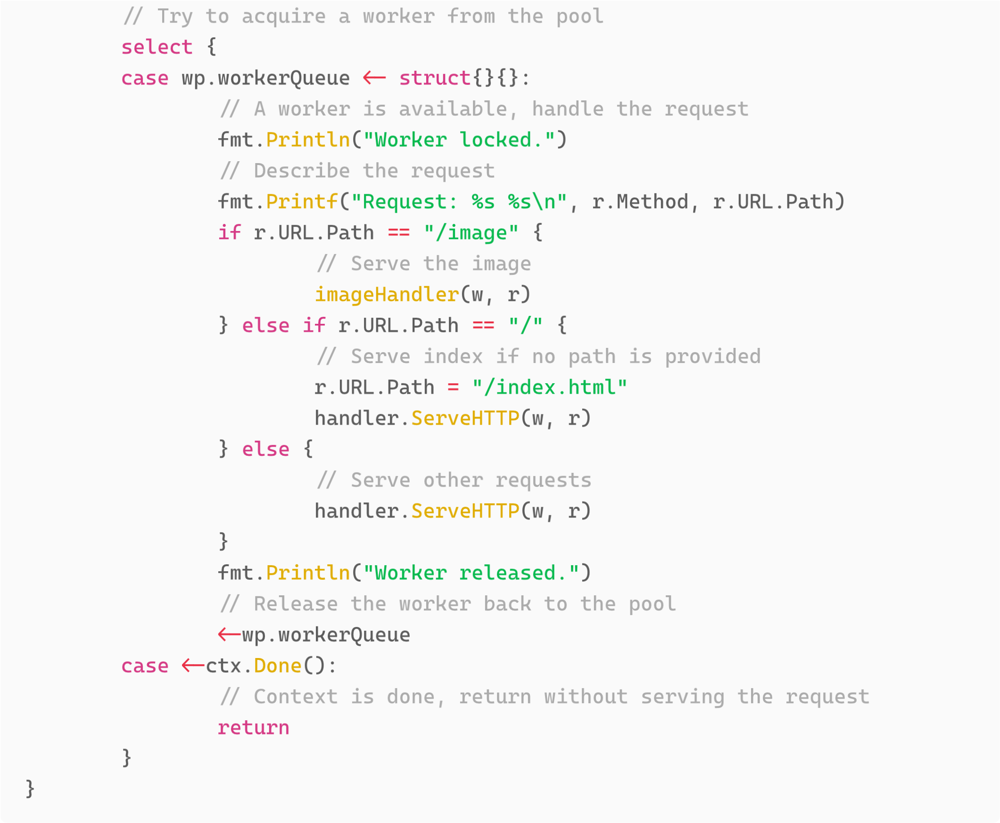 // Try to acquire a worker from the pool
select {
case wp.workerQueue <- struct{}{}:
// A worker is available, handle the request
fmt.Println("Worker locked.")
// Describe the request
fmt.Printf("Request: %s %s\n", r.Method, r.URL.Path)
if r.URL.Path == "/image" {
// Serve the image
imageHandler(w, r)
} else if r.URL.Path == "/" {
// Serve index if no path is provided
r.URL.Path = "/index.html"
handler.ServeHTTP(w, r)
} else {
// Serve other requests
handler.ServeHTTP(w, r)
}
fmt.Println("Worker released.")
// Release the worker back to the pool
<-wp.workerQueue
case <-ctx.Done():
// Context is done, return without serving the request
return
}
}